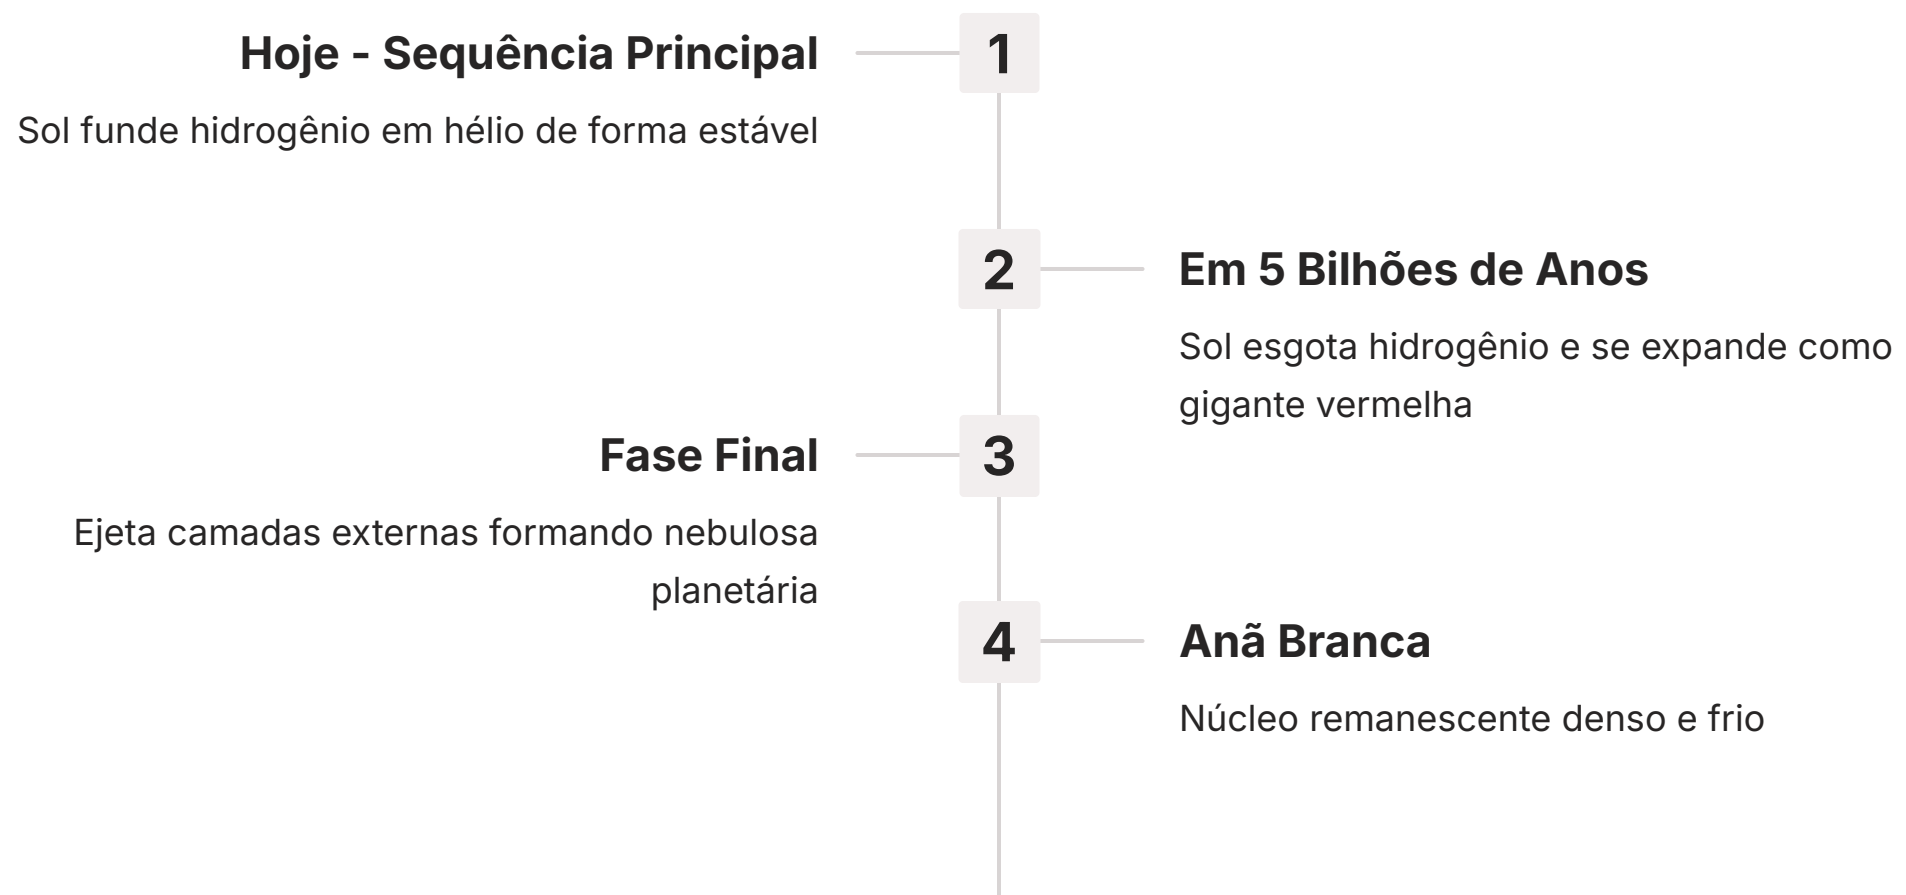 1
Hoje - Sequência Principal
Sol funde hidrogênio em hélio de forma estável
2
Em 5 Bilhões de Anos
Sol esgota hidrogênio e se expande como
gigante vermelha
3
Fase Final
Ejeta camadas externas formando nebulosa
planetária
4
Anã Branca
Núcleo remanescente denso e frio